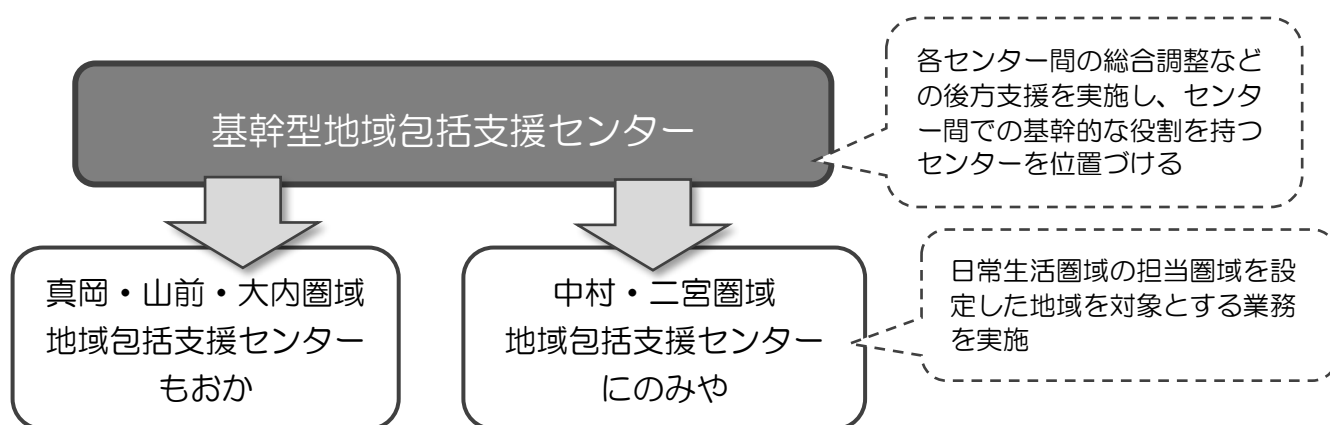 各センター間の総合調整など
の後方支援を実施し、センタ
ー間での基幹的な役割を持つ
センターを位置づける
基幹型地域包括支援センター
真岡・山前・大内圏域
地域包括支援センター
もおか
中村・二宮圏域
地域包括支援センター
にのみや
日常生活圏域の担当圏域を設
定した地域を対象とする業務
を実施